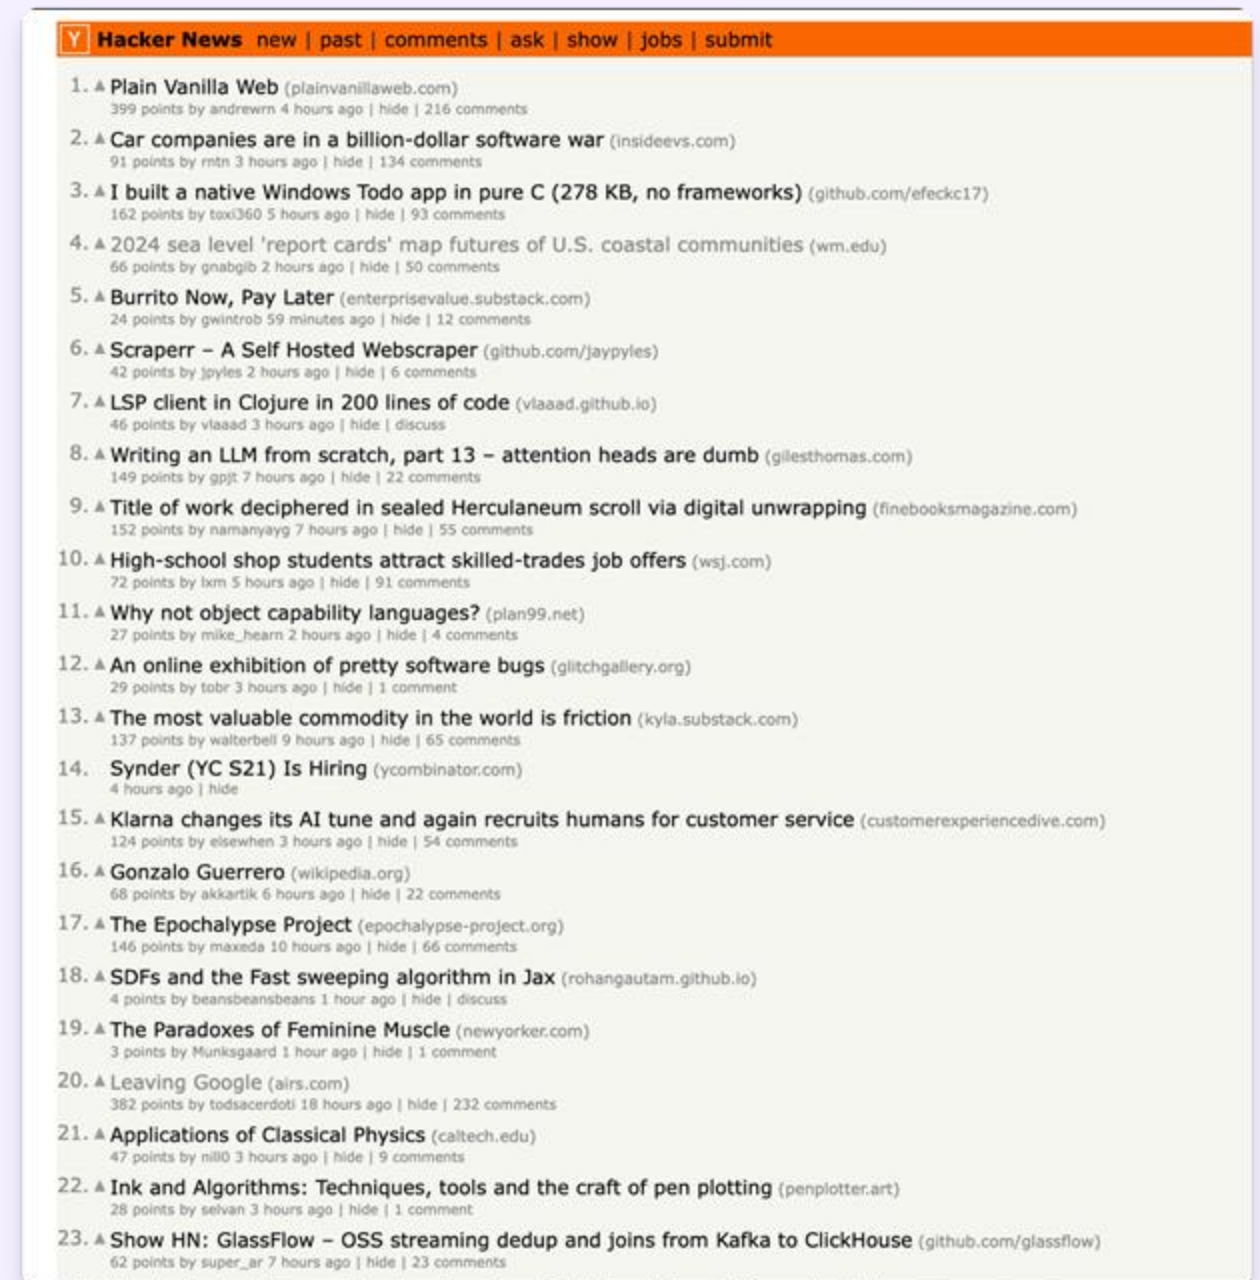 Y Hacker News new | past | comments | ask | show | jobs | submit
1. Plain Vanilla Web (plainvanillaweb.com)
399 points by andrewrn 4 hours ago | hide | 216 comments
2. Car companies are in a billion-dollar software war (insideevs.com)
91 points by rntn 3 hours ago | hide | 134 comments
3. I built a native Windows Todo app in pure C (278 KB, no frameworks) (github.com/efeckc17)
162 points by toxi360 5 hours ago | hide | 93 comments
4. 2024 sea level 'report cards' map futures of U.S. coastal communities (wm.edu)
66 points by gnabgib 2 hours ago | hide | 50 comments
5. Burrito Now, Pay Later (enterprisevalue.substack.com)
24 points by gwintrob 59 minutes ago | hide | 12 comments
6. Scraperr – A Self Hosted Webscraper (github.com/jaypyles)
42 points by jpyles 2 hours ago | hide | 6 comments
7. LSP client in Clojure in 200 lines of code (vlaaad.github.io)
46 points by vlaaad 3 hours ago | hide | discuss
8. Writing an LLM from scratch, part 13 – attention heads are dumb (gilesthomas.com)
149 points by gpjt 7 hours ago | hide | 22 comments
9. Title of work deciphered in sealed Herculaneum scroll via digital unwrapping (finebooksmagazine.com)
152 points by namanyayg 7 hours ago | hide | 55 comments
10. High-school shop students attract skilled-trades job offers (wsj.com)
72 points by lxm 5 hours ago | hide | 91 comments
11. Why not object capability languages? (plan99.net)
27 points by mike_hearn 2 hours ago | hide | 4 comments
12. An online exhibition of pretty software bugs (glitchgallery.org)
29 points by tobr 3 hours ago | hide | 1 comment
13. The most valuable commodity in the world is friction (kyla.substack.com)
137 points by walterbell 9 hours ago | hide | 65 comments
14. Synder (YC S21) Is Hiring (ycombinator.com)
4 hours ago | hide
15. Klarna changes its AI tune and again recruits humans for customer service (customerexperiencedive.com)
124 points by elsewhen 3 hours ago | hide | 54 comments
16. Gonzalo Guerrero (wikipedia.org)
68 points by akkartik 6 hours ago | hide | 22 comments
17. The Epochalypse Project (epochalypse-project.org)
146 points by maxeda 10 hours ago | hide | 66 comments
18. SDFs and the Fast sweeping algorithm in Jax (rohangautam.github.io)
4 points by beansbeansbeans 1 hour ago | hide | discuss
19. The Paradoxes of Feminine Muscle (newyorker.com)
3 points by Munksgaard 1 hour ago | hide | 1 comment
20. Leaving Google (airs.com)
382 points by todsacerdoti 18 hours ago | hide | 232 comments
21. Applications of Classical Physics (caltech.edu)
47 points by nill0 3 hours ago | hide | 9 comments
22. Ink and Algorithms: Techniques, tools and the craft of pen plotting (penplotter.art)
28 points by selvan 3 hours ago | hide | 1 comment
23. Show HN: GlassFlow – OSS streaming dedup and joins from Kafka to ClickHouse (github.com/glassflow)
62 points by super_ar 7 hours ago | hide | 23 comments